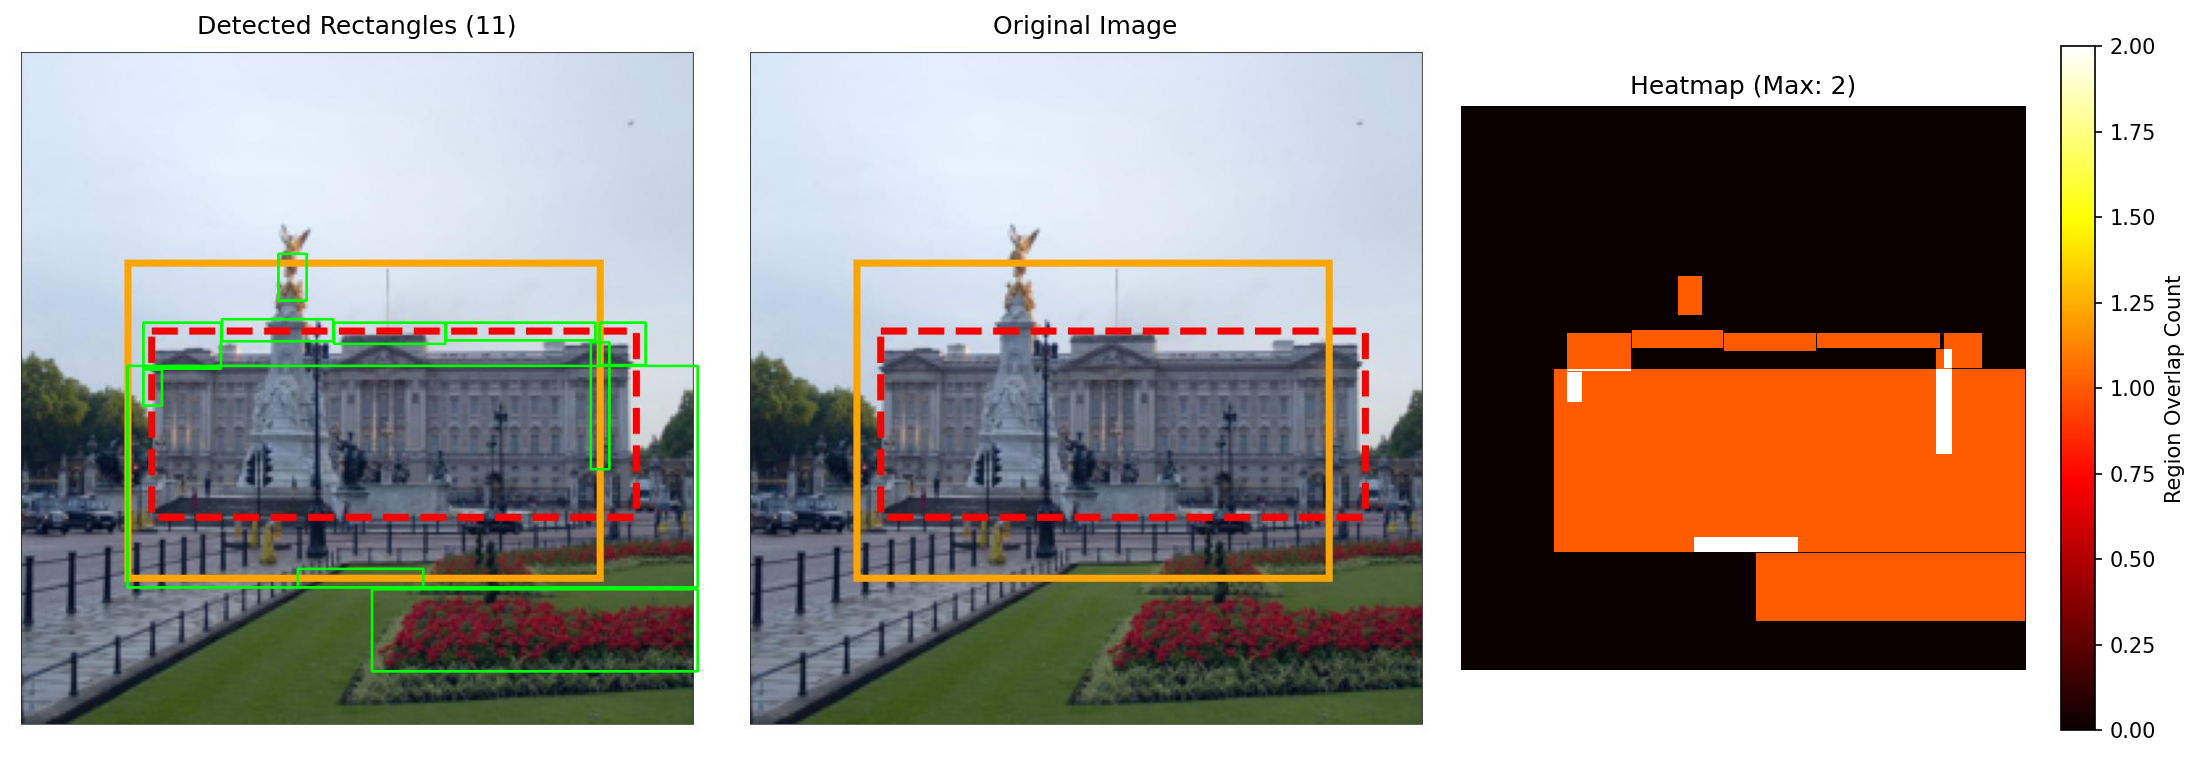 Detected Rectangles (11)
Original Image
Heatmap (Max: 2)
2.00
1.75
1.50
1.25
1.00
0.75
0.50
0.25
0.00
Region Overlap Count